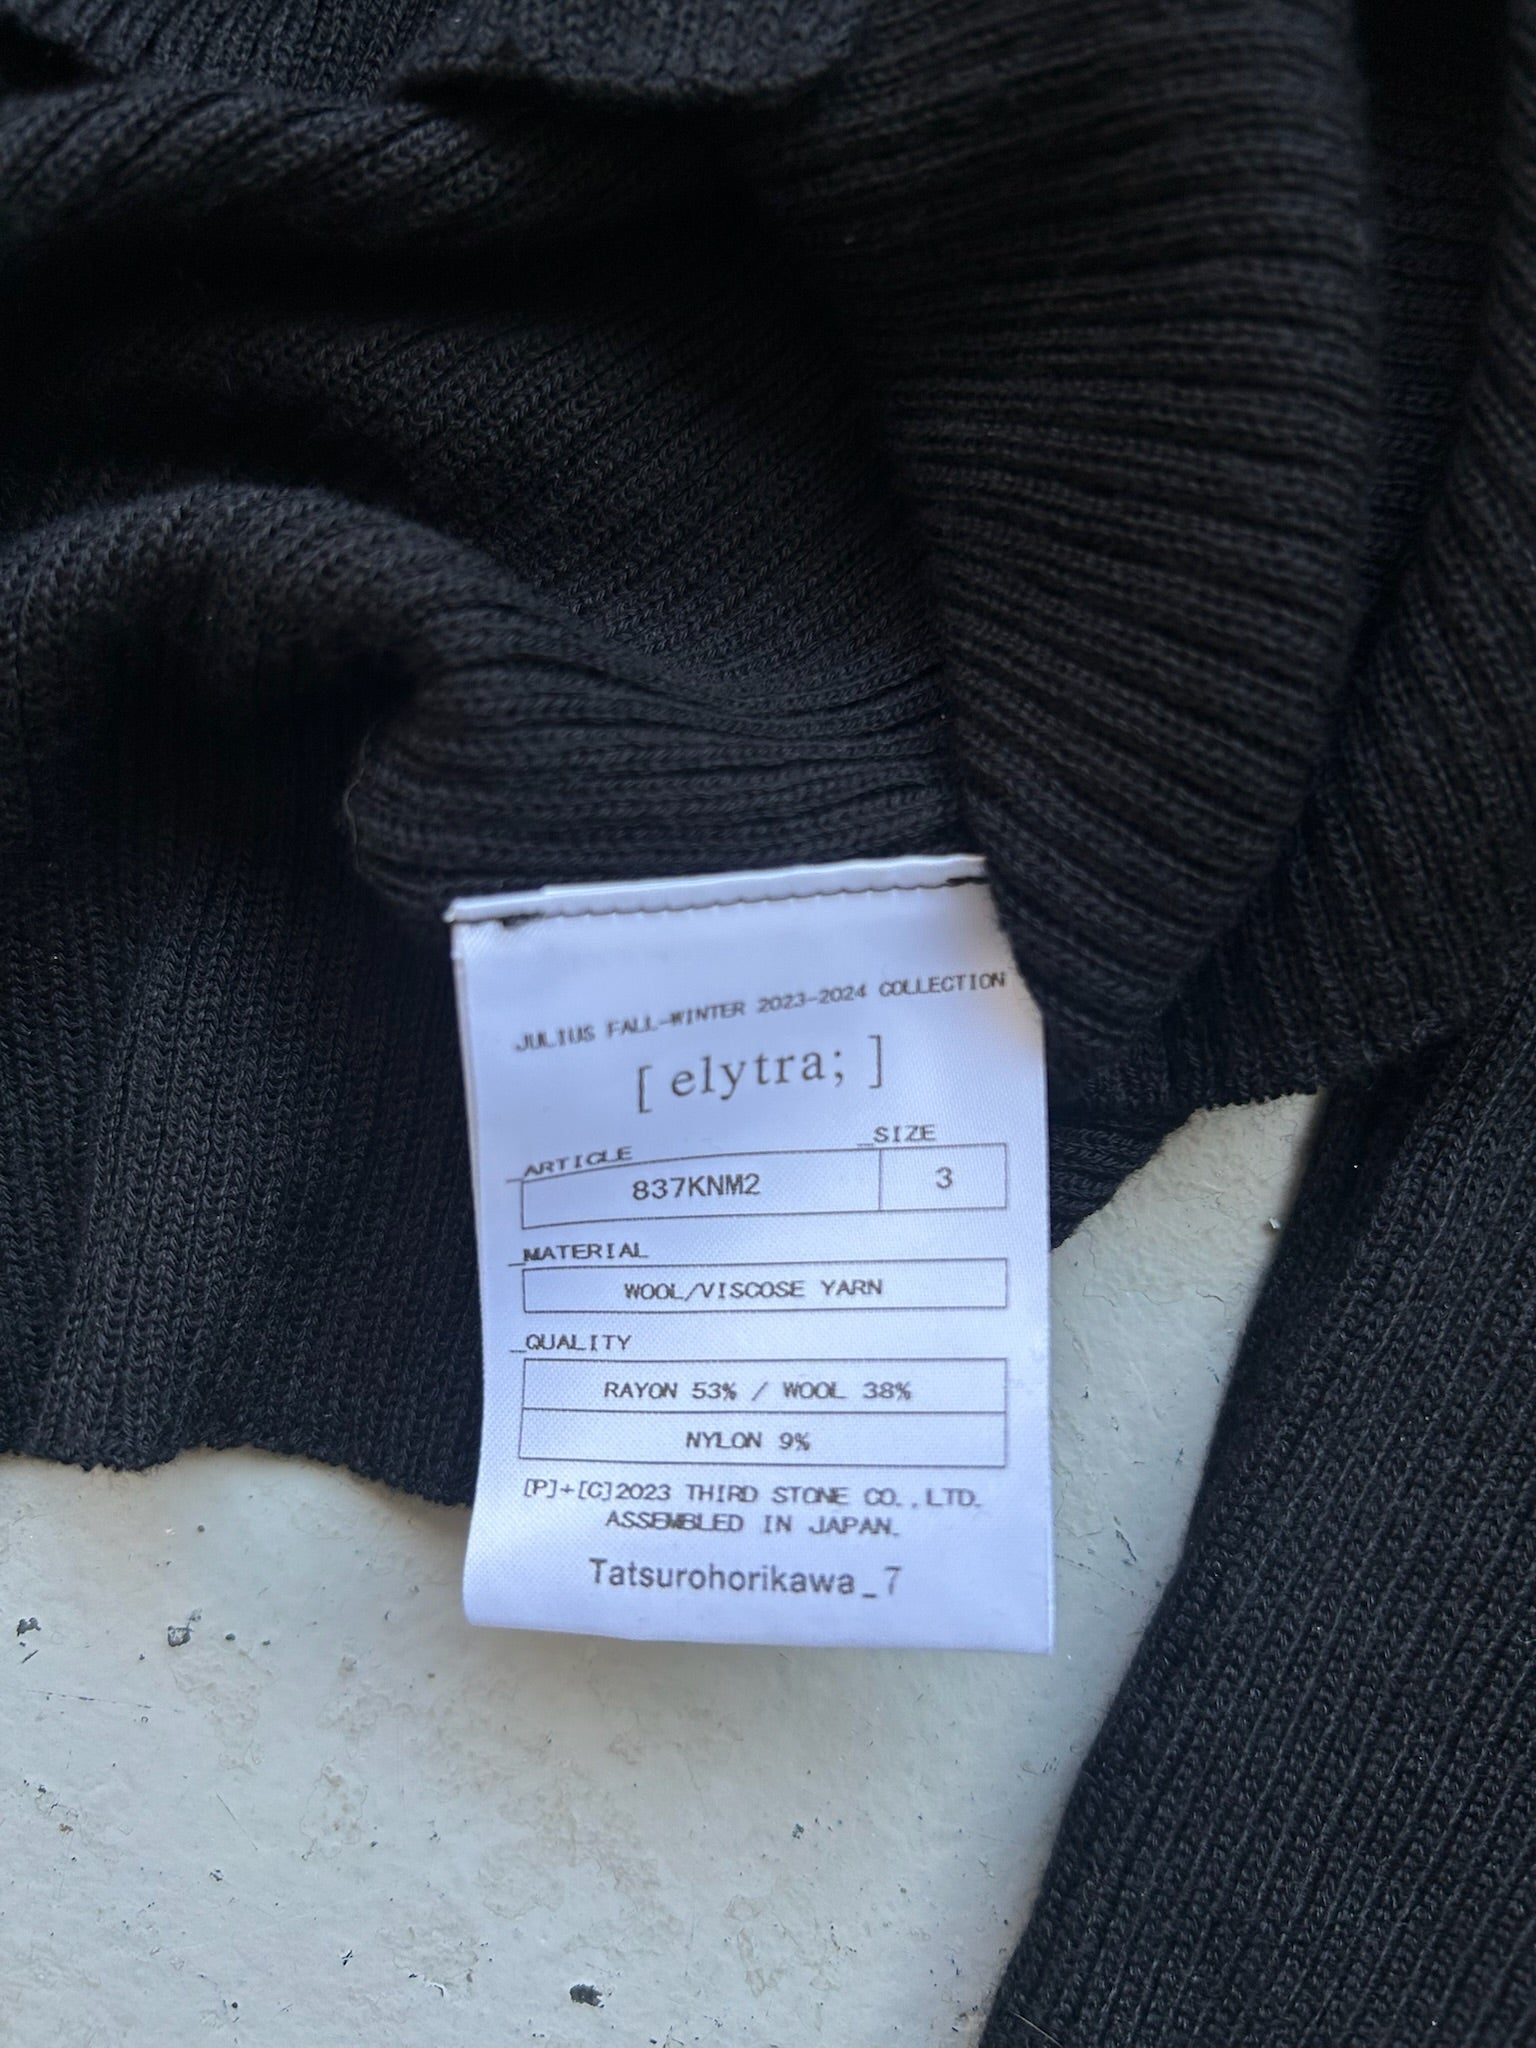 JULIUS FALL-WINTER 2023-2024 COLLECTION
[ elytra; ]
_ARTICLE _SIZE
837KNM2 3
_MATERIAL
WOOL/VISCOSE YARN
_QUALITY
RAYON 53% / WOOL 38%
NYLON 9%
[P]+[C]2023 THIRD STONE CO.,LTD.
ASSEMBLED IN JAPAN.
Tatsurohorikawa_7